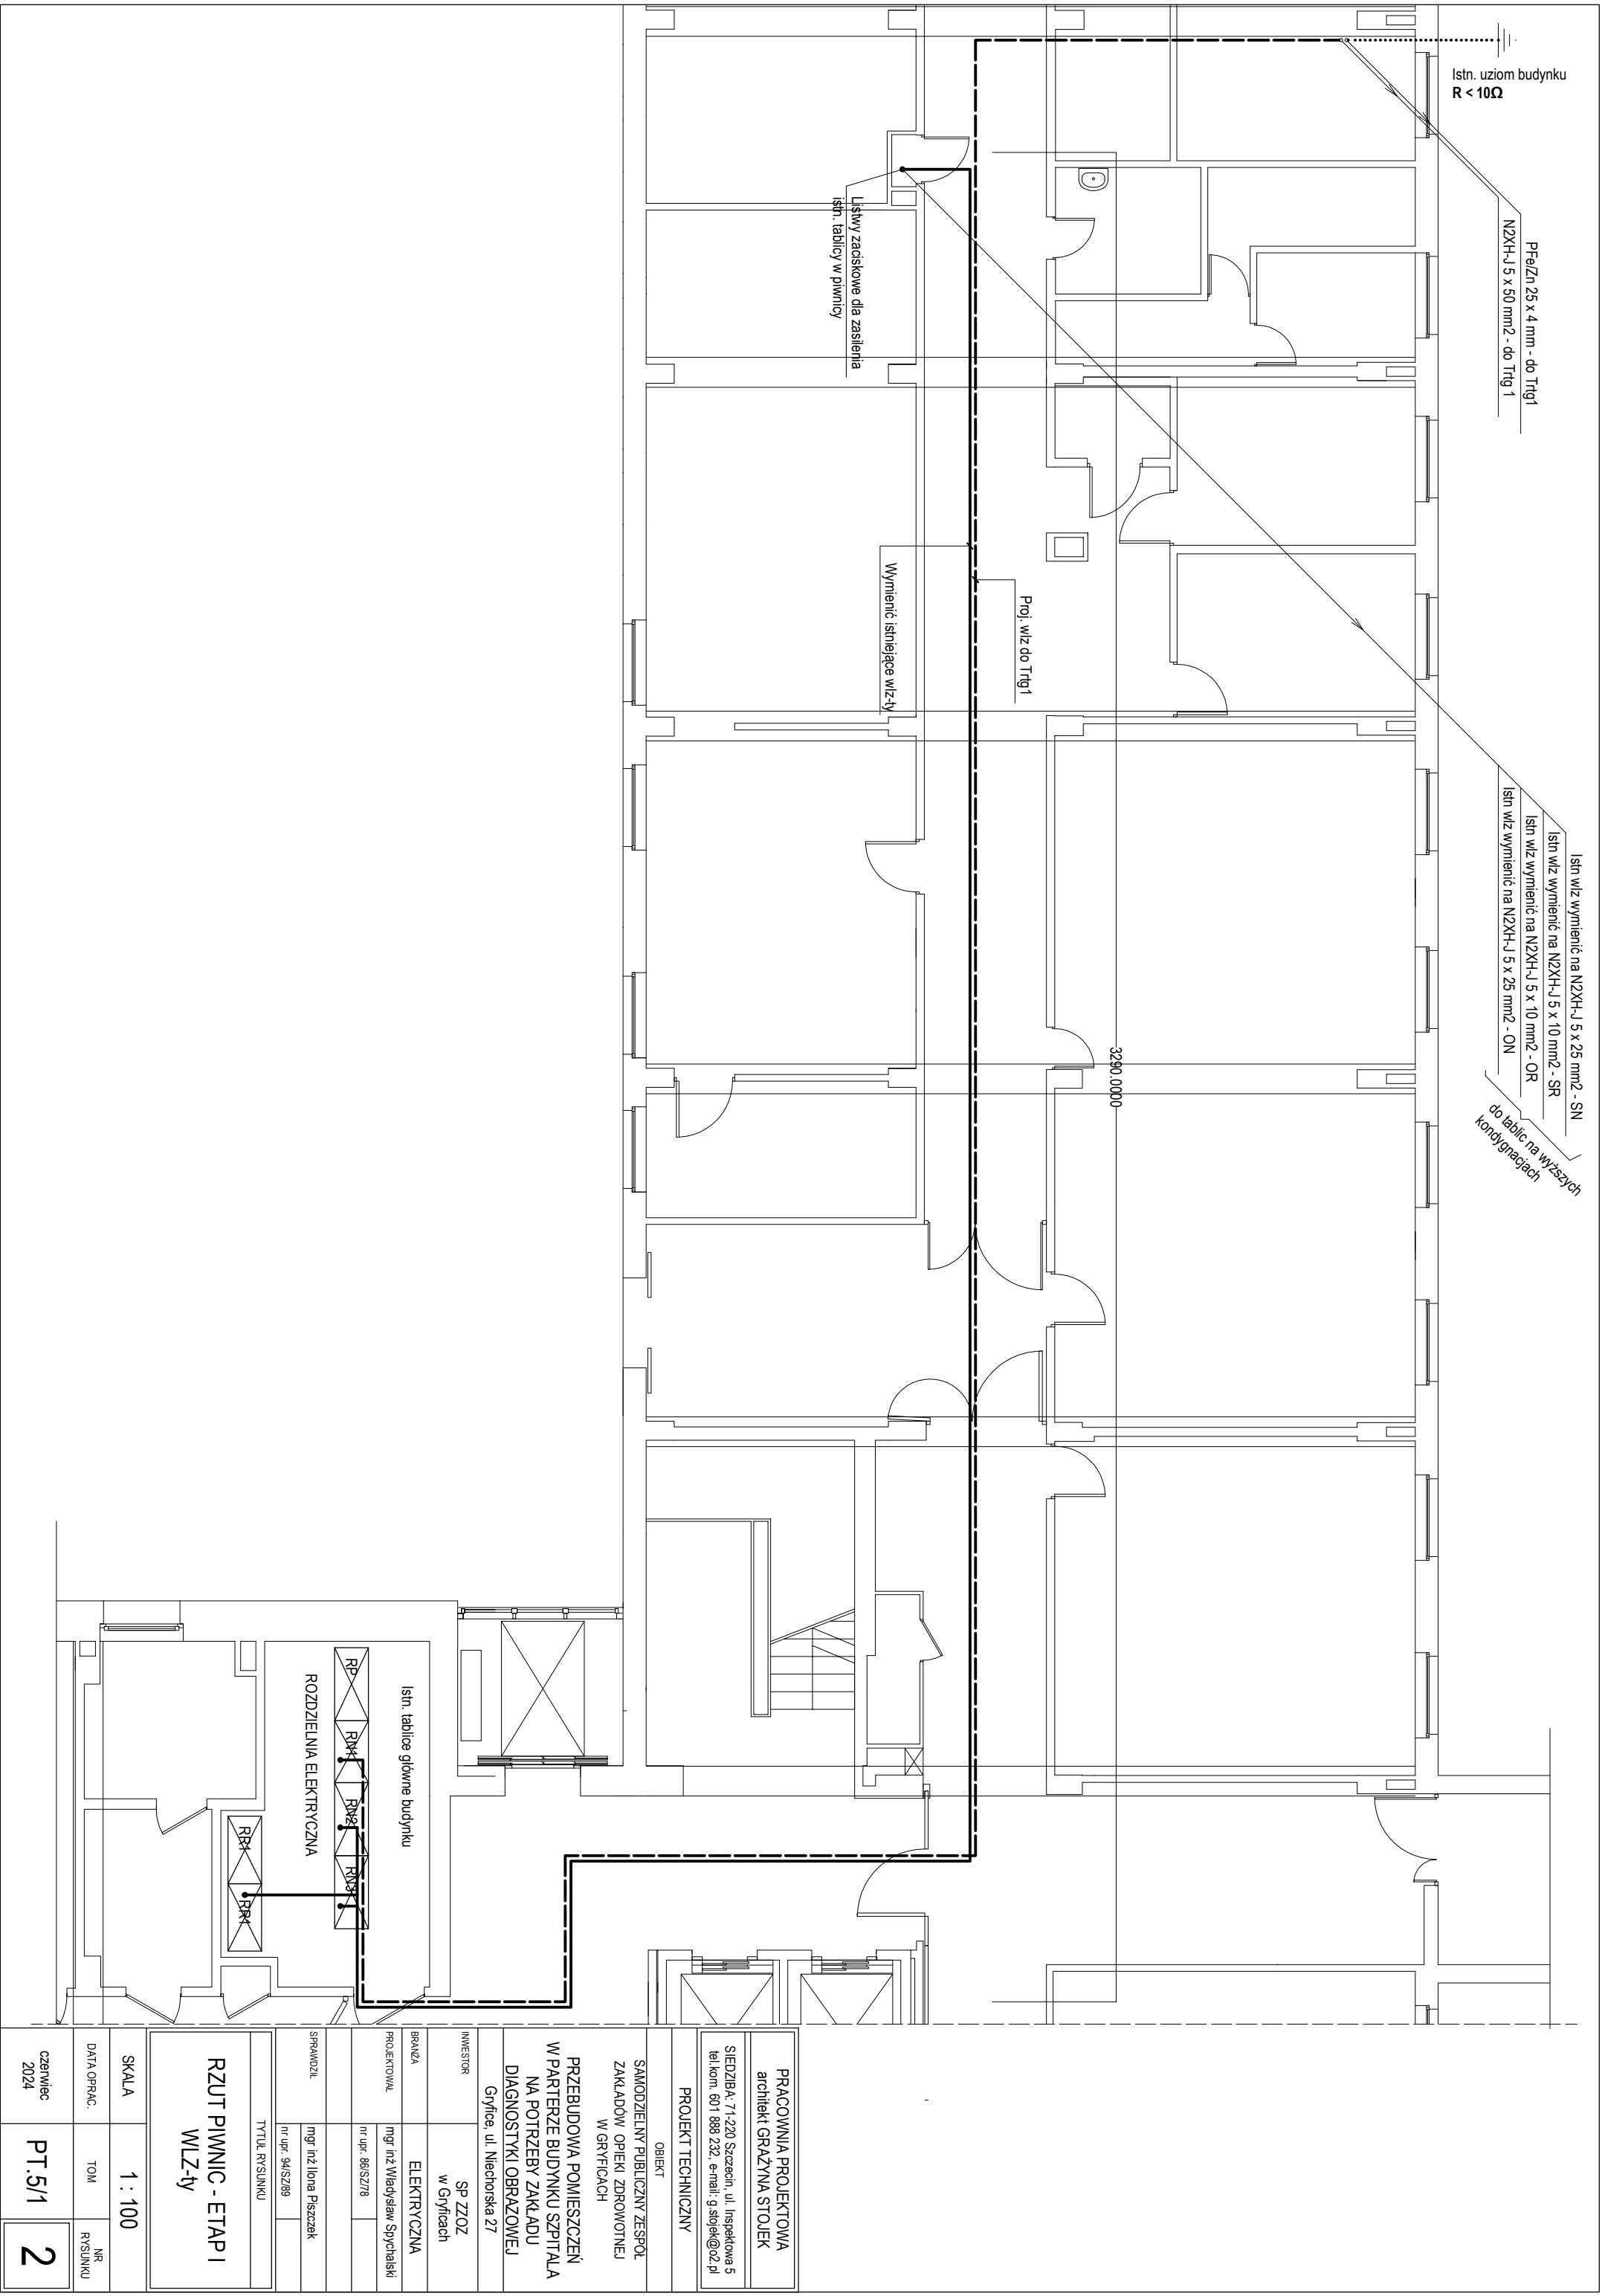 Istn. uziom budynku
R < 10Ω
PFe/Zn 25 x 4 mm - do Trtg1
N2XH-J 5 x 50 mm2 - do Trtg 1
Listwy zaciskowe dla zasilenia
istn. tablicy w piwnicy
Wymienić istniejące wlz-ty
Proj. wlz do Trtg1
Istn wlz wymienić na N2XH-J 5 x 25 mm2 - SN
Istn wlz wymienić na N2XH-J 5 x 10 mm2 - SR
Istn wlz wymienić na N2XH-J 5 x 10 mm2 - OR
Istn wlz wymienić na N2XH-J 5 x 25 mm2 - ON
do tablic na wyższych
kondygnacjach
3290.0000
Istn. tablice główne budynku
RP
RN1
RN2
RN3
ROZDZIELNIA ELEKTRYCZNA
RR1
RR1
PRACOWNIA PROJEKTOWA
architekt GRAŻYNA STOJEK
SIEDZIBA: 71-220 Szczecin, ul. Inspektowa 5
tel.kom. 601 888 232, e-mail: g.stojek@o2.pl
PROJEKT TECHNICZNY
OBIEKT
SAMODZIELNY PUBLICZNY ZESPÓŁ
ZAKŁADÓW OPIEKI ZDROWOTNEJ
W GRYFICACH
PRZEBUDOWA POMIESZCZEŃ
W PARTERZE BUDYNKU SZPITALA
NA POTRZEBY ZAKŁADU
DIAGNOSTYKI OBRAZOWEJ
Gryfice, ul. Niechorska 27
INWESTOR
SP ZZOZ
w Gryficach
BRANŻA
ELEKTRYCZNA
PROJEKTOWAŁ
mgr inż Władysław Spychalski
nr upr. 86/SZ/78
SPRAWDZIŁ
mgr inż Ilona Piszczek
nr upr. 94/SZ/89
TYTUŁ RYSUNKU
RZUT PIWNIC - ETAP I
WLZ-ty
SKALA
1 : 100
DATA OPRAC.
TOM
NR
RYSUNKU
czerwiec
2024
PT.5/1
2